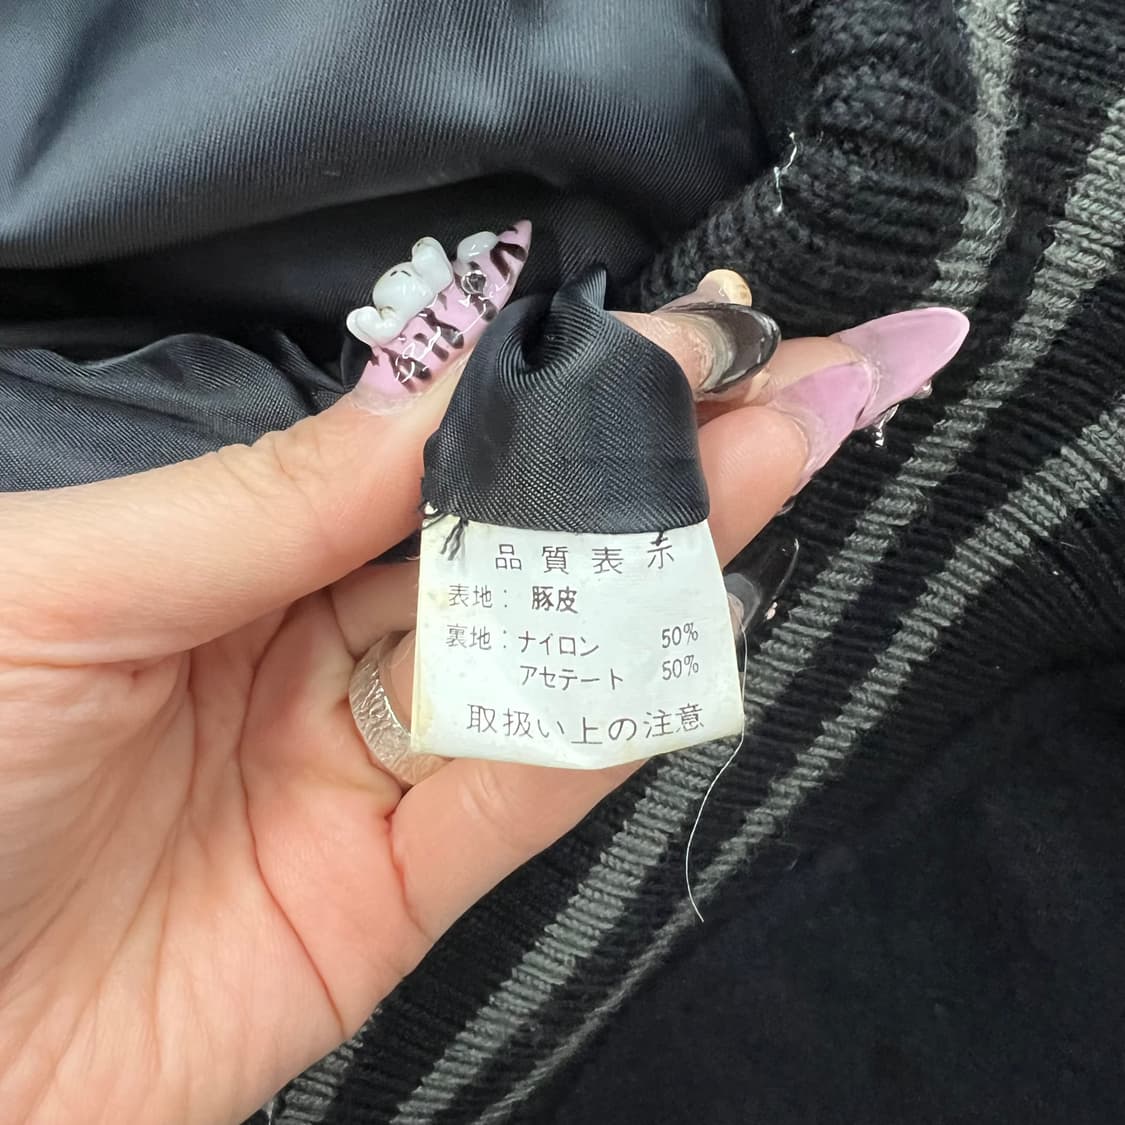 品質表示
表地： 豚皮
裏地：ナイロン 50%
アセテート 50%
取扱い上の注意